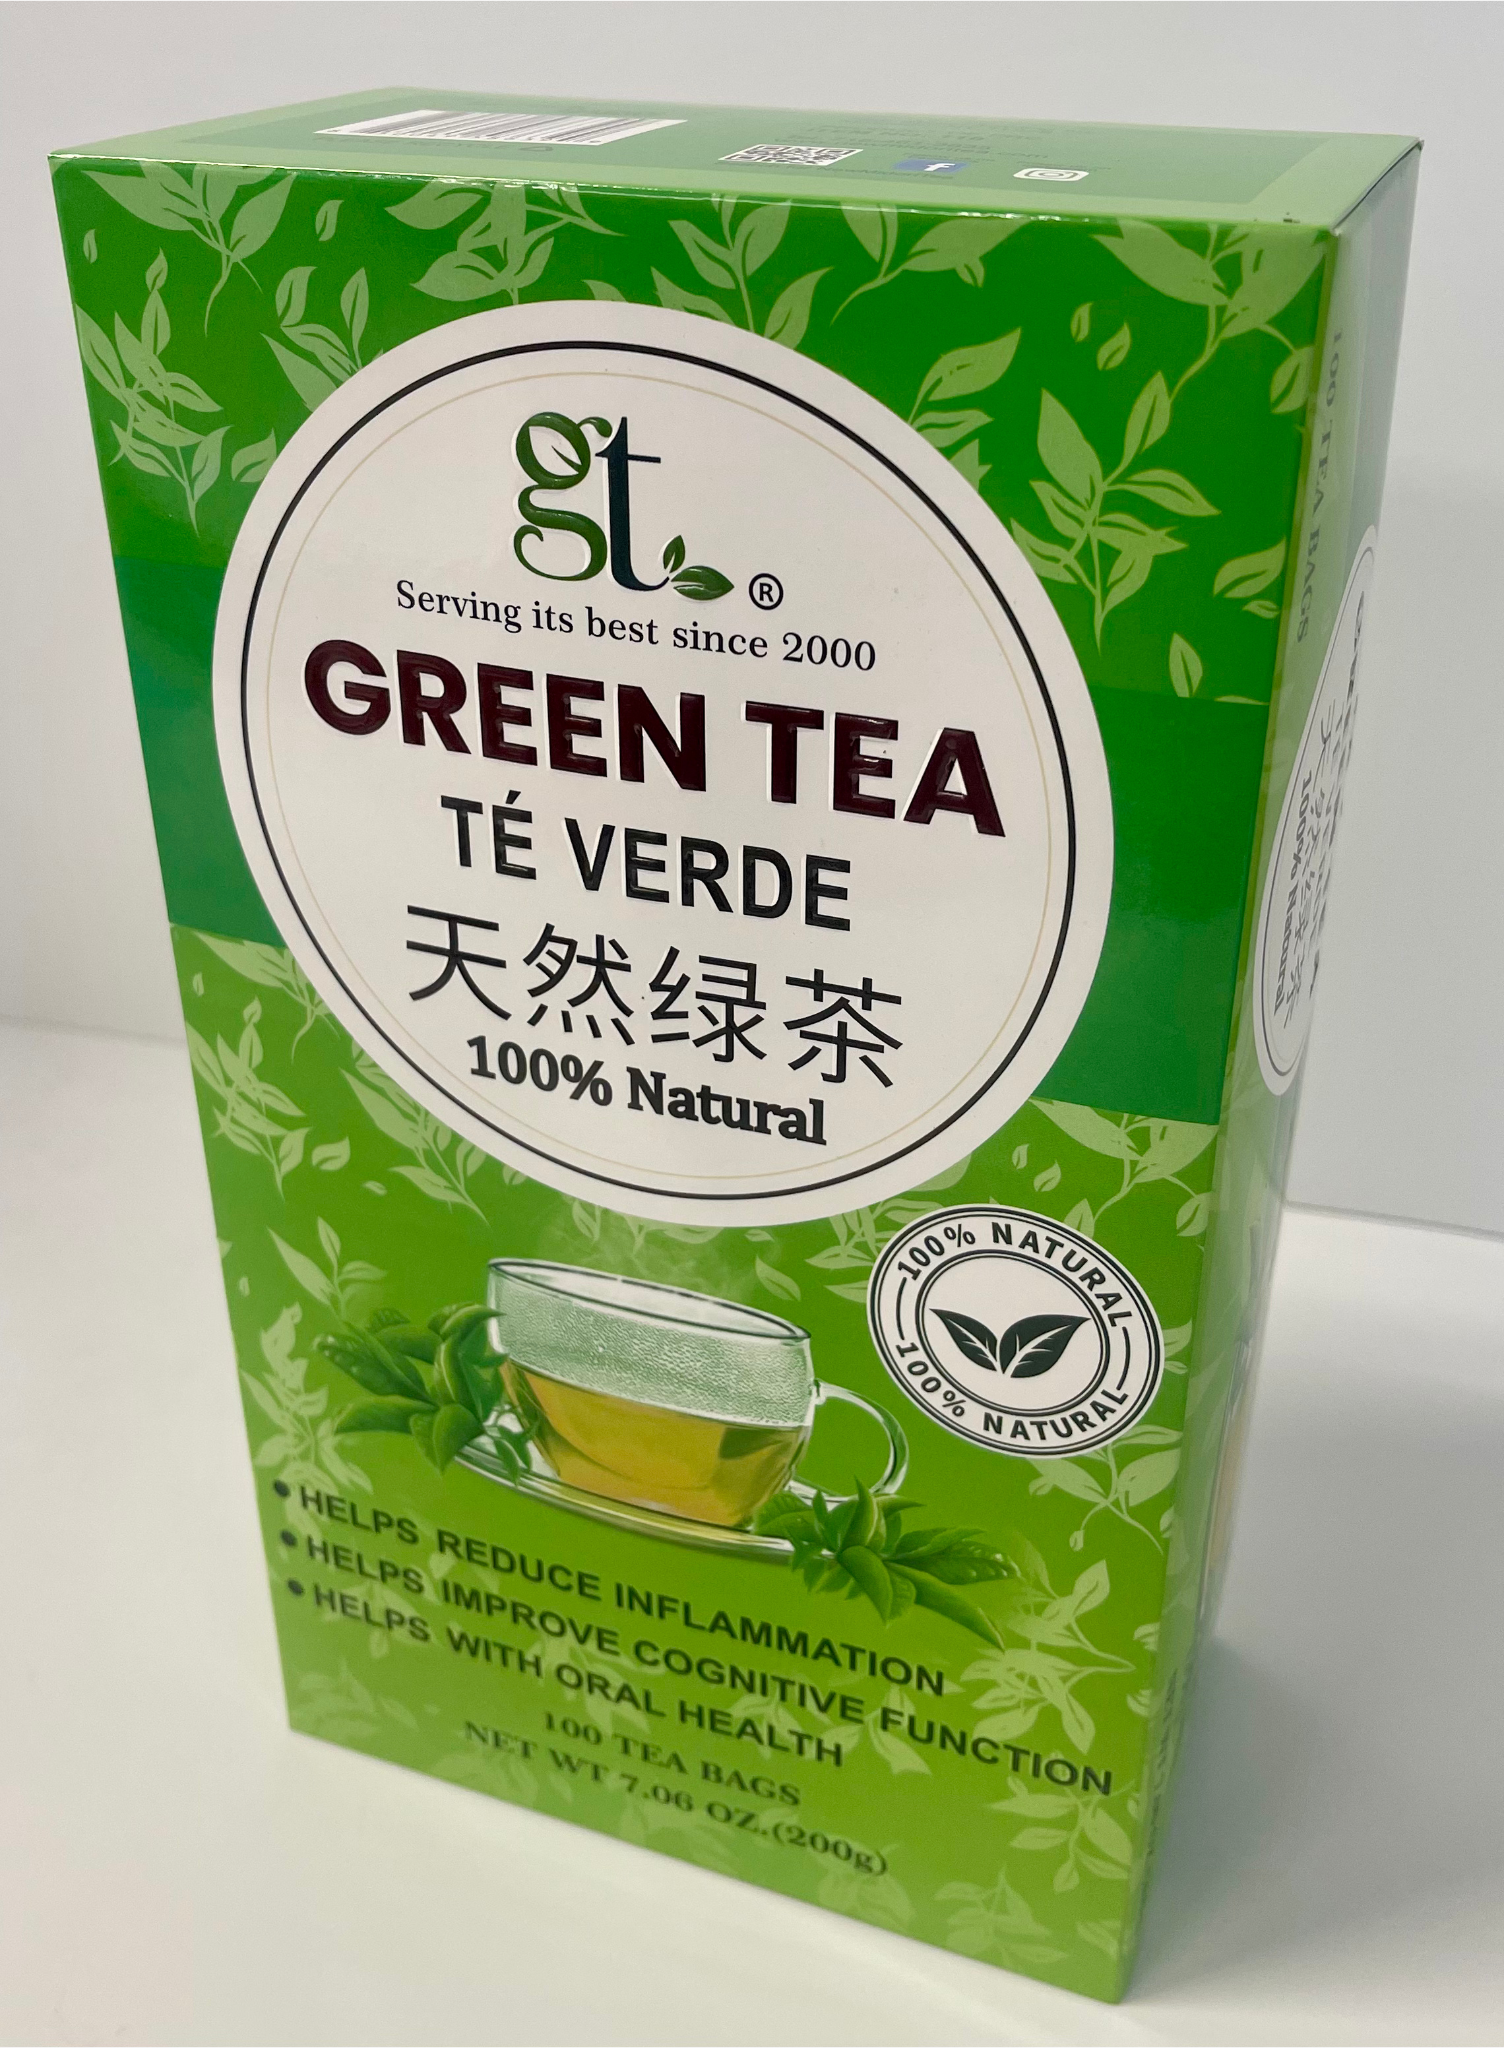 gt ®
Serving its best since 2000
GREEN TEA
TÉ VERDE
天然绿茶
100% Natural
100% NATURAL
100% NATURAL
• HELPS REDUCE INFLAMMATION
• HELPS IMPROVE COGNITIVE FUNCTION
• HELPS WITH ORAL HEALTH
100 TEA BAGS
NET WT 7.06 OZ.(200g)
100 TEA BAGS
100% Natural